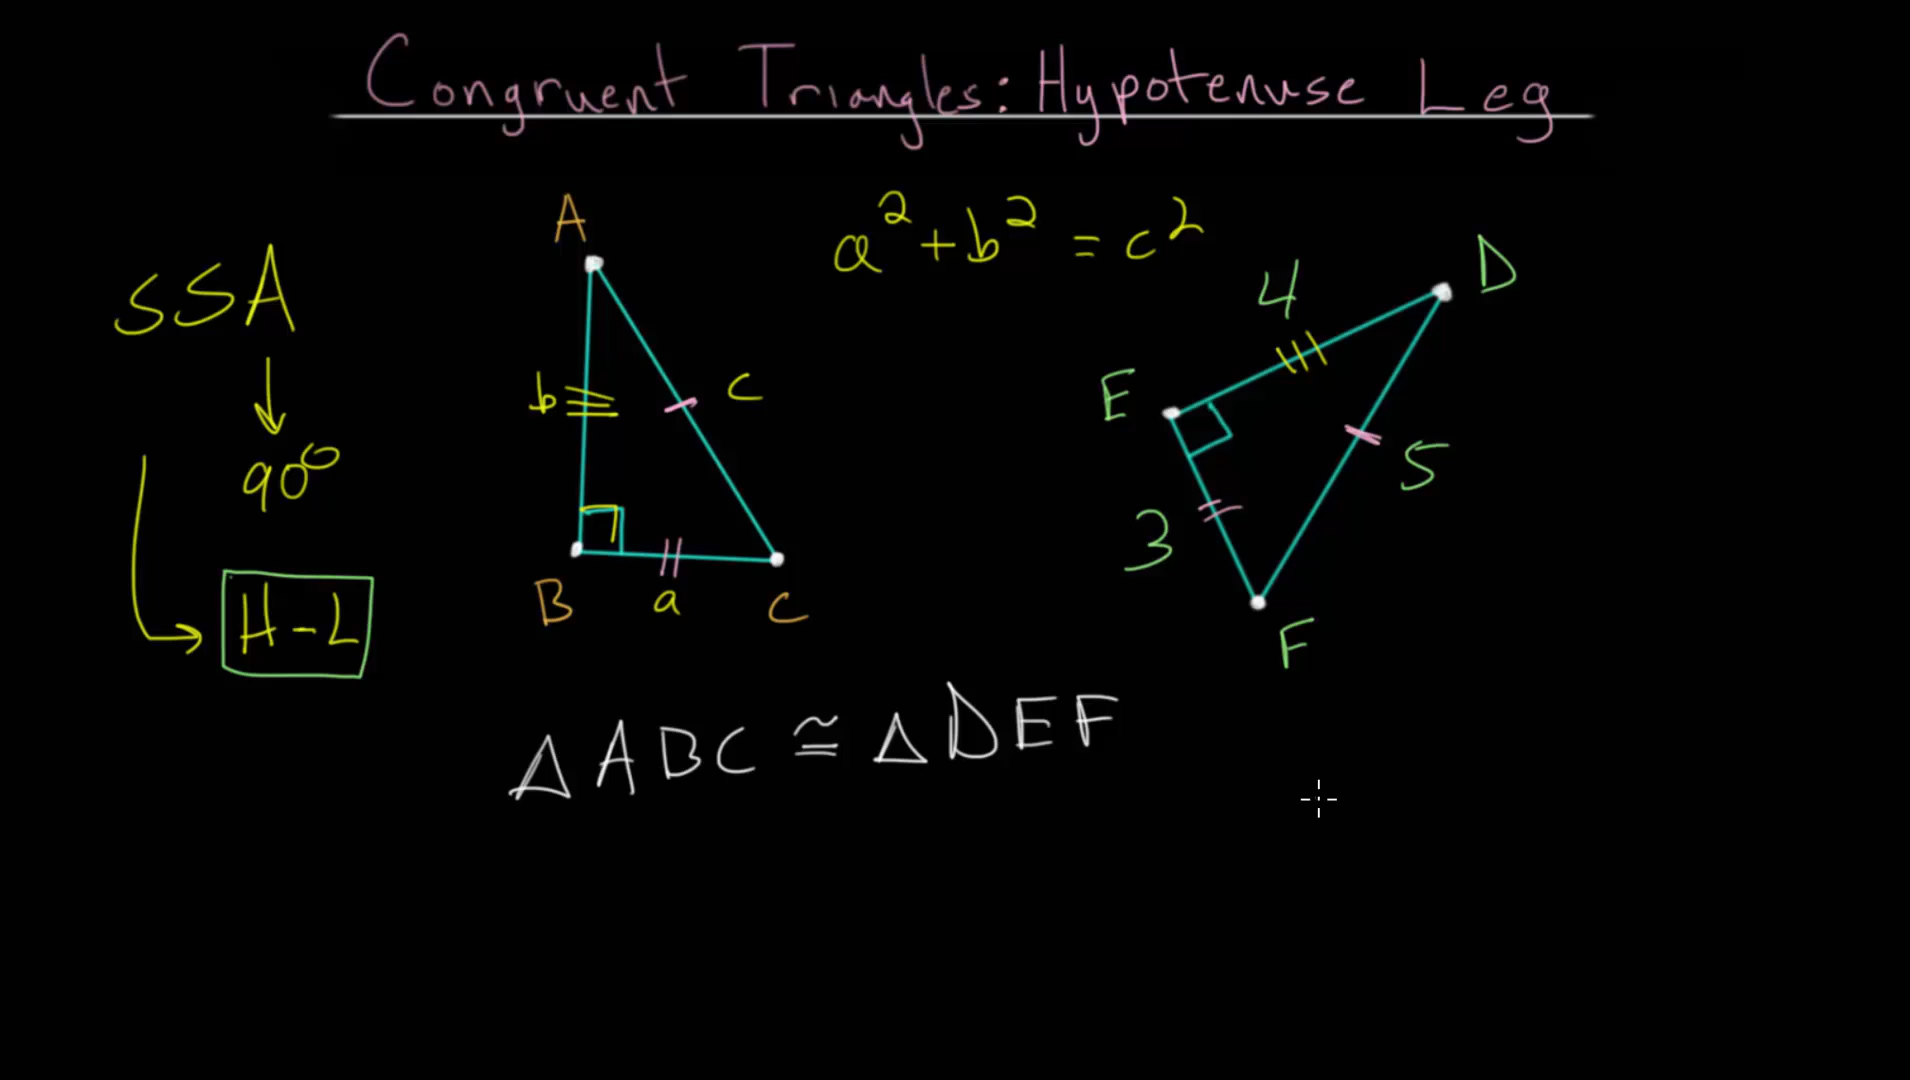 Congruent Triangles: Hypotenuse Leg
SSA
90°
H-L
A
b
c
B
a
C
a² + b² = c²
D
4
E
5
3
F
△ABC ≅ △DEF